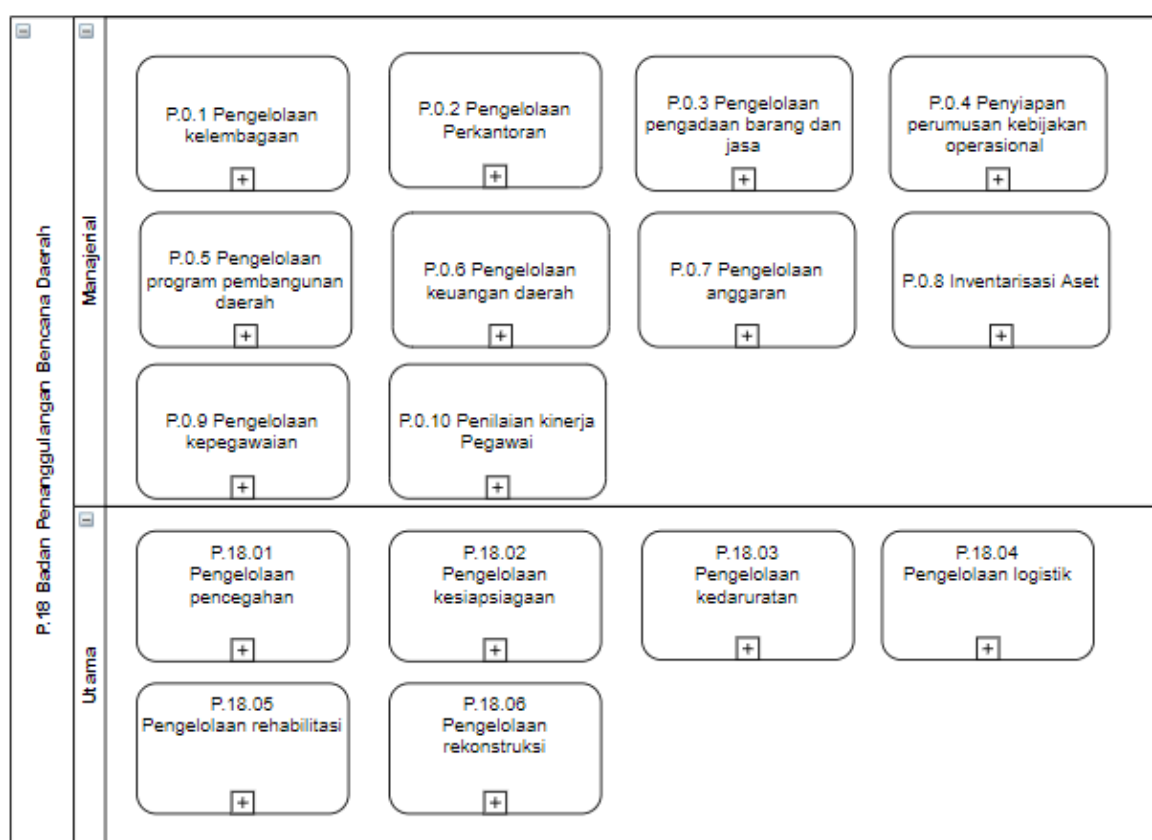 P.18 Badan Penanggulangan Bencana Daerah
Manajerial
P.0.1 Pengelolaan
kelembagaan
P.0.2 Pengelolaan
Perkantoran
P.0.3 Pengelolaan
pengadaan barang dan
jasa
P.0.4 Penyiapan
perumusan kebijakan
operasional
P.0.5 Pengelolaan
program pembangunan
daerah
P.0.6 Pengelolaan
keuangan daerah
P.0.7 Pengelolaan
anggaran
P.0.8 Inventarisasi Aset
P.0.9 Pengelolaan
kepegawaian
P.0.10 Penilaian kinerja
Pegawai
Utama
P.18.01
Pengelolaan
pencegahan
P.18.02
Pengelolaan
kesiapsiagaan
P.18.03
Pengelolaan
kedaruratan
P.18.04
Pengelolaan logistik
P.18.05
Pengelolaan rehabilitasi
P.18.06
Pengelolaan
rekonstruksi